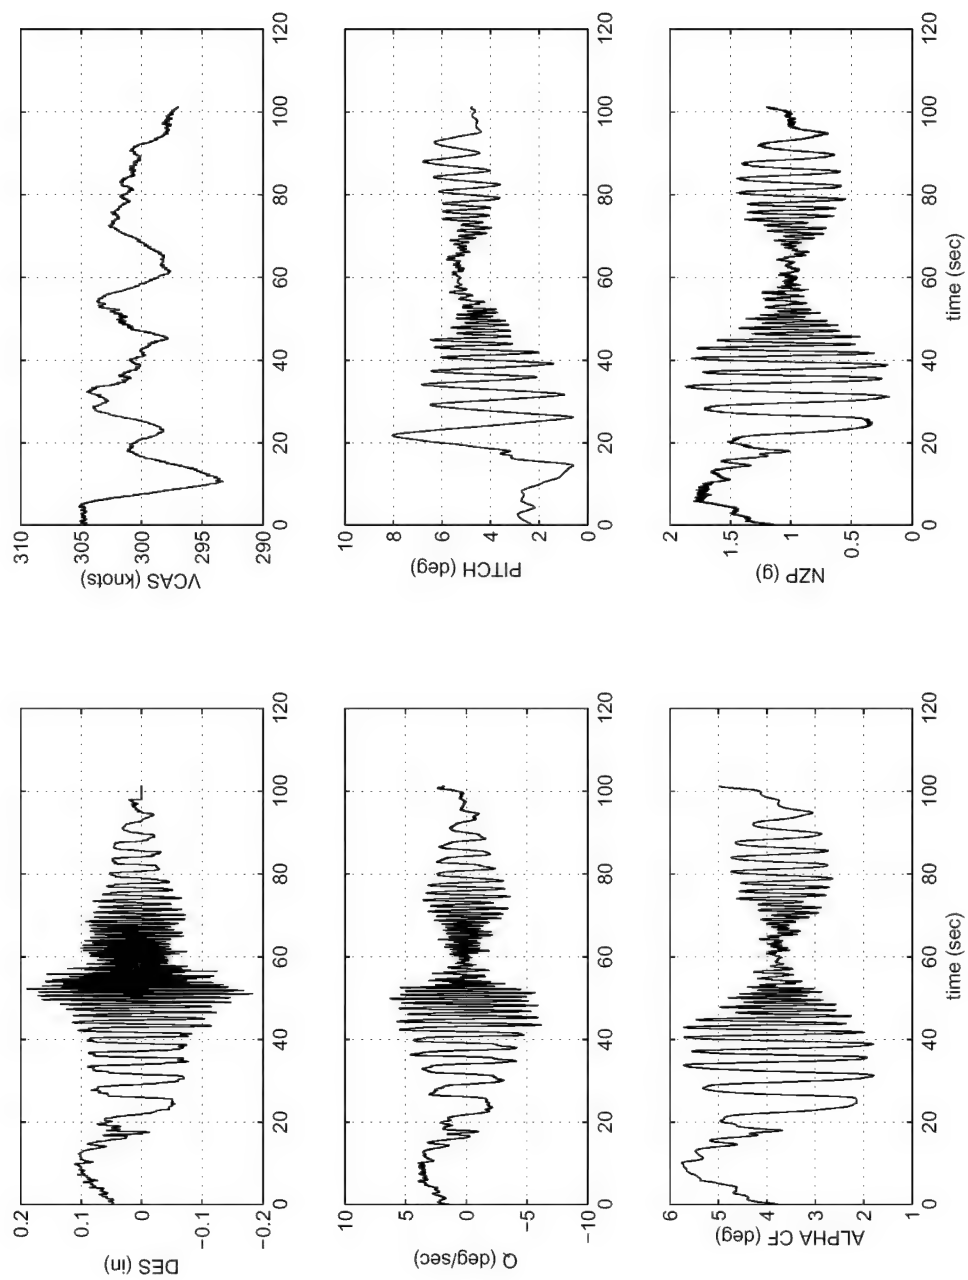 DES (in)
0.2
0.1
0
-0.1
-0.2
0 20 40 60 80 100 120
VCAS (knots)
310
305
300
295
290
0 20 40 60 80 100 120
Q (deg/sec)
10
5
0
-5
-10
0 20 40 60 80 100 120
PITCH (deg)
10
8
6
4
2
0
0 20 40 60 80 100 120
ALPHA CF (deg)
6
5
4
3
2
1
0 20 40 60 80 100 120
time (sec)
NZP (g)
2
1.5
1
0.5
0
0 20 40 60 80 100 120
time (sec)